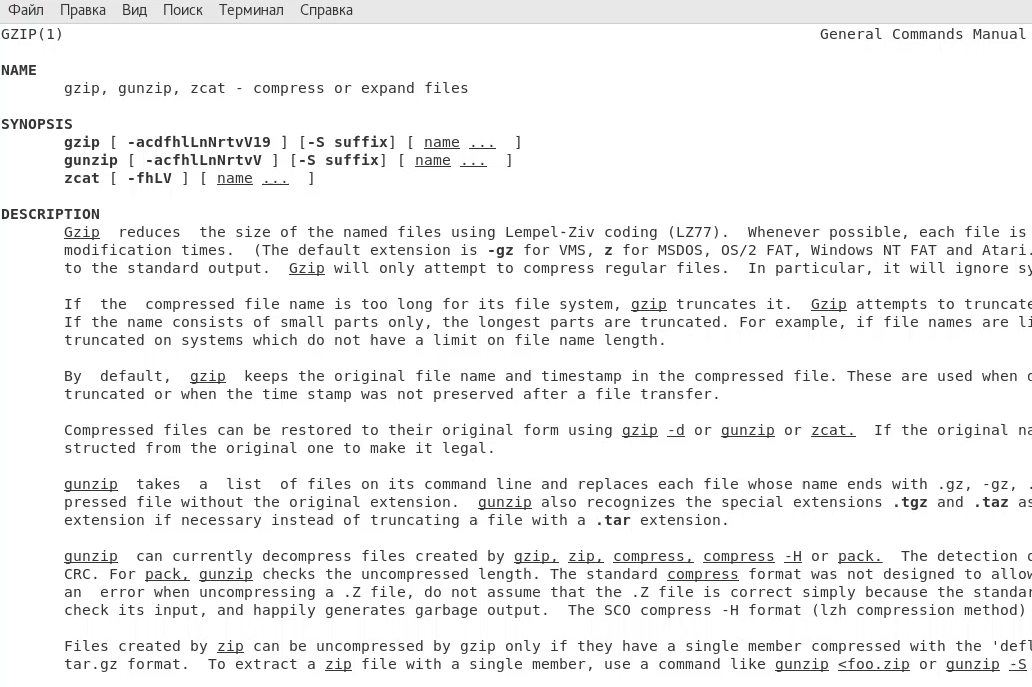 Файл Правка Вид Поиск Терминал Справка
GZIP(1) General Commands Manual
NAME
gzip, gunzip, zcat - compress or expand files
SYNOPSIS
gzip [ -acdfhlLnNrtvV19 ] [-S suffix] [ name ... ]
gunzip [ -acfhlLnNrtvV ] [-S suffix] [ name ... ]
zcat [ -fhLV ] [ name ... ]
DESCRIPTION
Gzip reduces the size of the named files using Lempel-Ziv coding (LZ77). Whenever possible, each file is
modification times. (The default extension is -gz for VMS, z for MSDOS, OS/2 FAT, Windows NT FAT and Atari.
to the standard output. Gzip will only attempt to compress regular files. In particular, it will ignore sy
If the compressed file name is too long for its file system, gzip truncates it. Gzip attempts to truncate
If the name consists of small parts only, the longest parts are truncated. For example, if file names are li
truncated on systems which do not have a limit on file name length.
By default, gzip keeps the original file name and timestamp in the compressed file. These are used when d
truncated or when the time stamp was not preserved after a file transfer.
Compressed files can be restored to their original form using gzip -d or gunzip or zcat. If the original na
structed from the original one to make it legal.
gunzip takes a list of files on its command line and replaces each file whose name ends with .gz, -gz, .
pressed file without the original extension. gunzip also recognizes the special extensions .tgz and .taz as
extension if necessary instead of truncating a file with a .tar extension.
gunzip can currently decompress files created by gzip, zip, compress, compress -H or pack. The detection o
CRC. For pack, gunzip checks the uncompressed length. The standard compress format was not designed to allow
an error when uncompressing a .Z file, do not assume that the .Z file is correct simply because the standar
check its input, and happily generates garbage output. The SCO compress -H format (lzh compression method)
Files created by zip can be uncompressed by gzip only if they have a single member compressed with the 'defl
tar.gz format. To extract a zip file with a single member, use a command like gunzip <foo.zip or gunzip -S